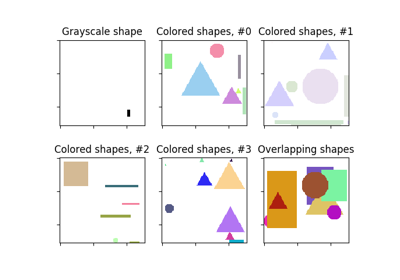 Grayscale shape
Colored shapes, #0
Colored shapes, #1
Colored shapes, #2
Colored shapes, #3
Overlapping shapes